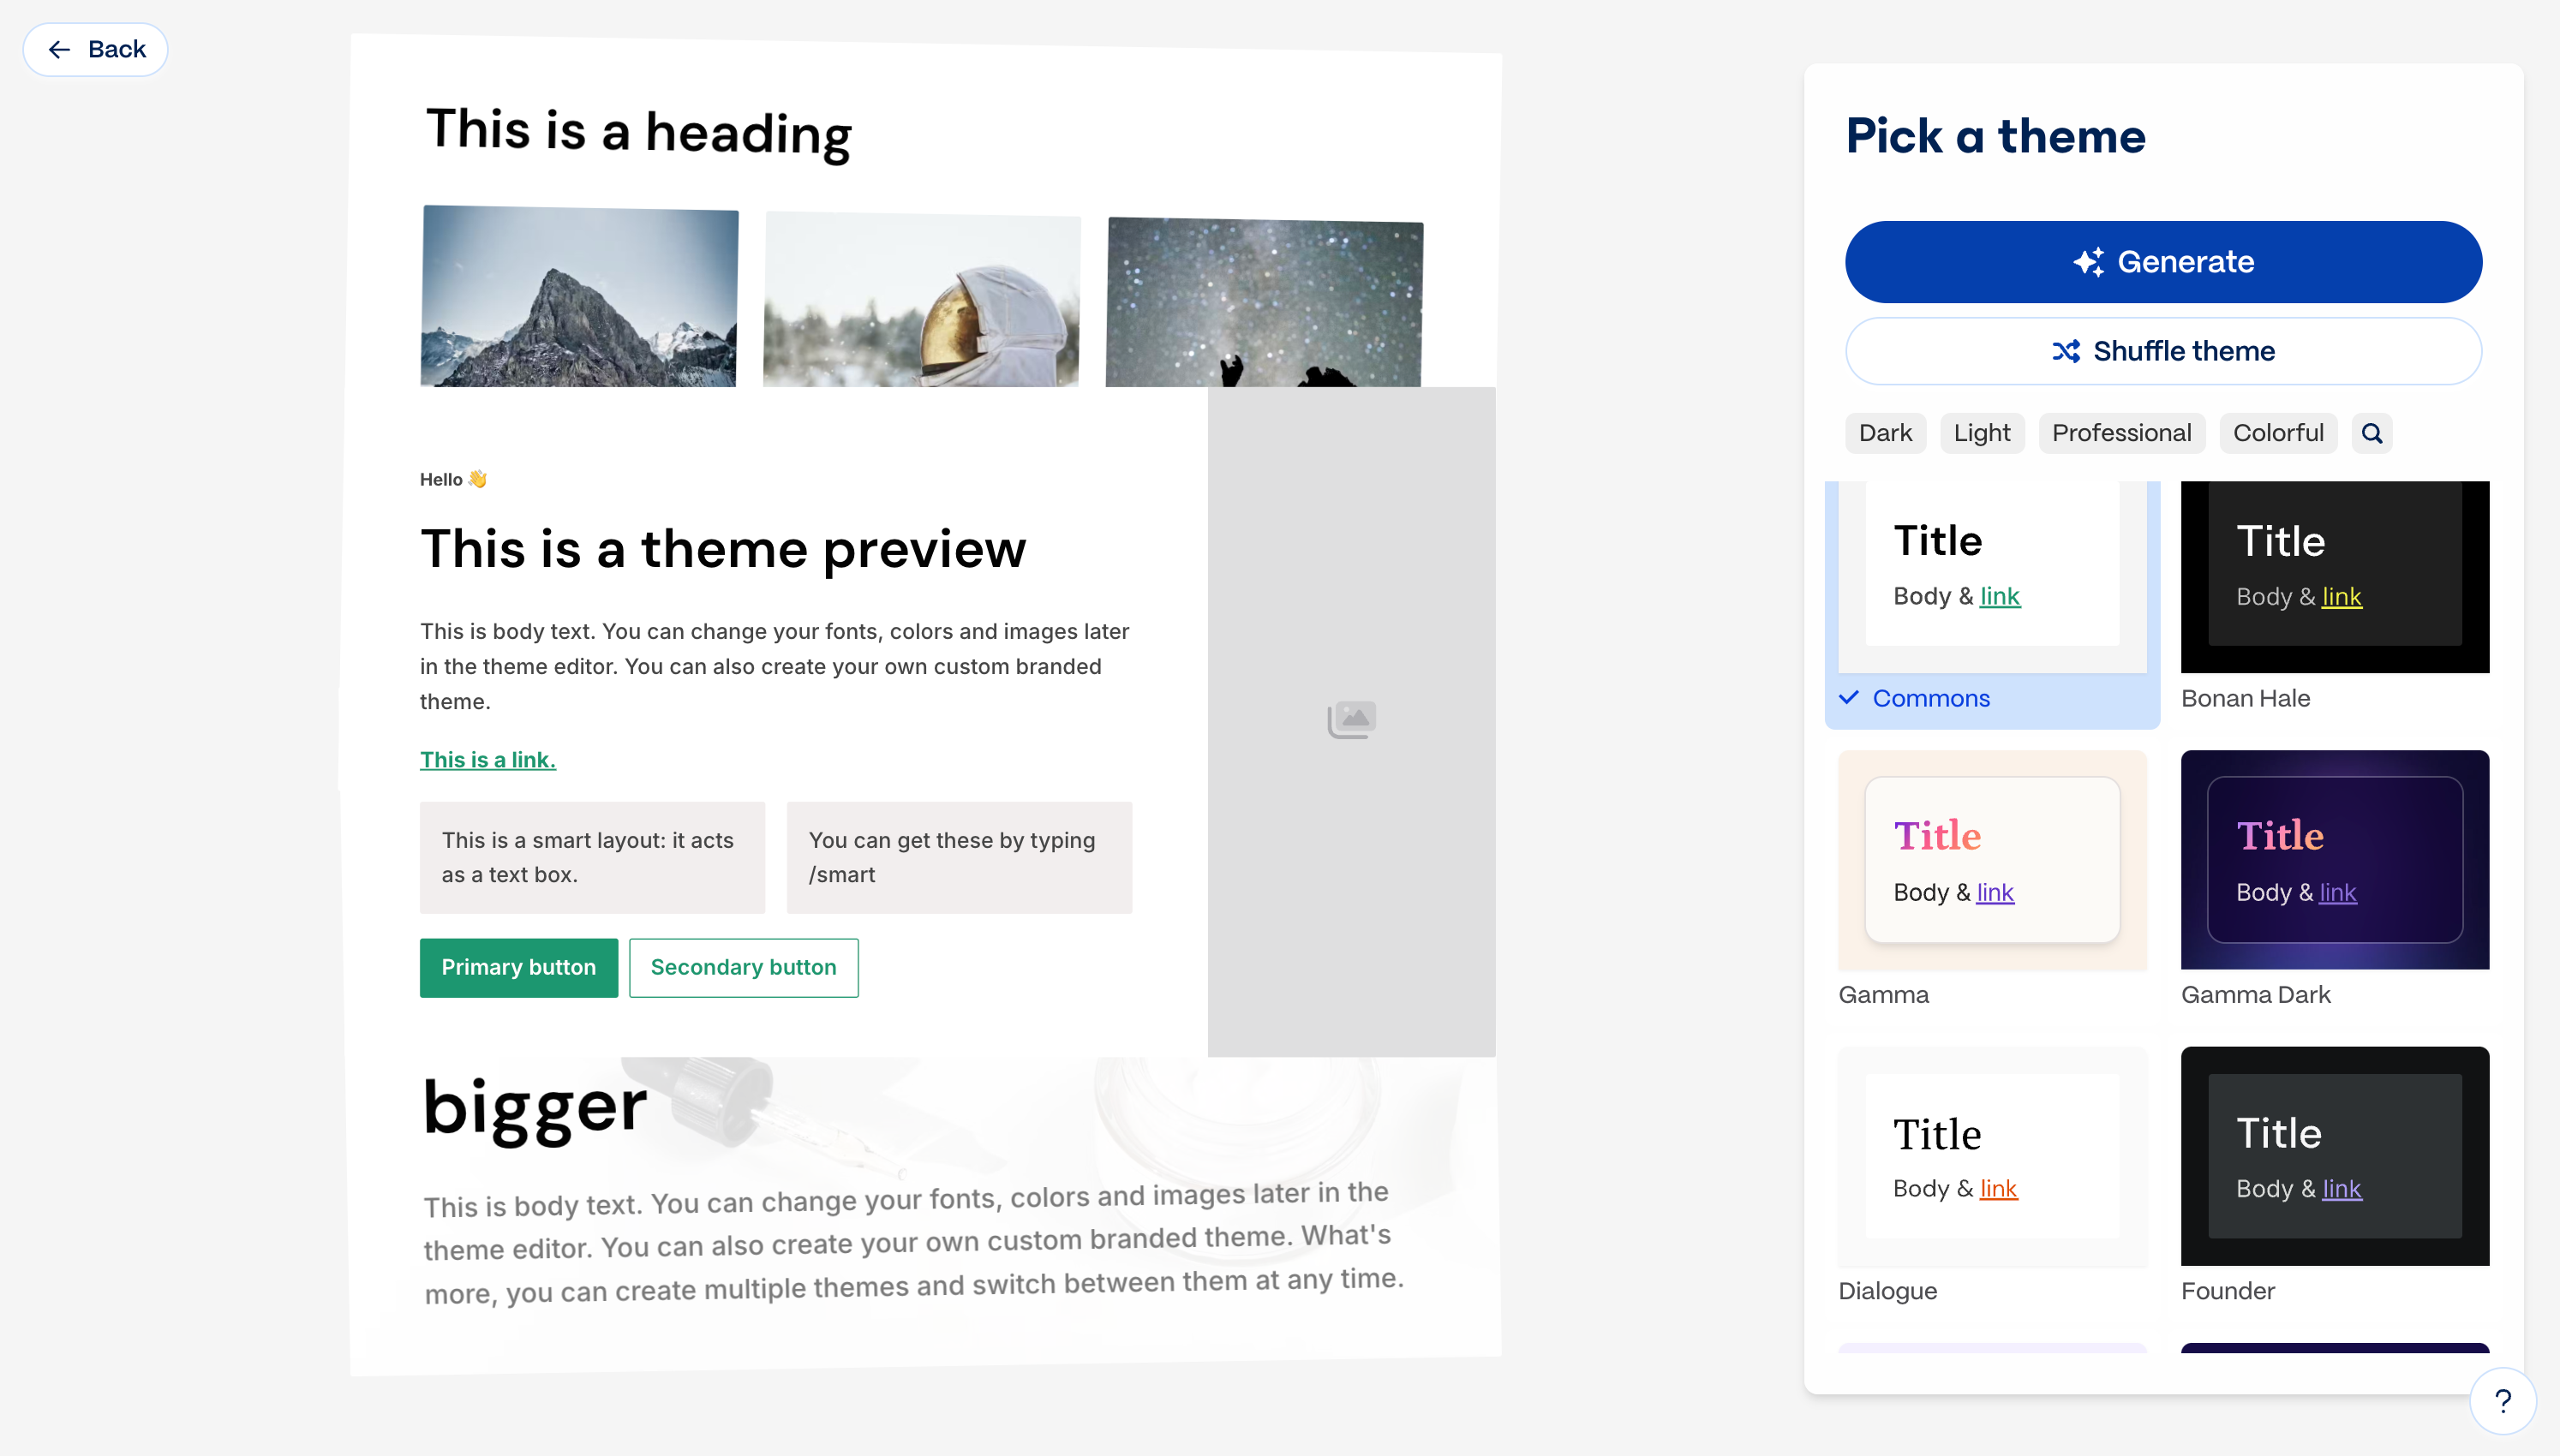 Back
This is a heading
Hello 👋
This is a theme preview
This is body text. You can change your fonts, colors and images later
in the theme editor. You can also create your own custom branded
theme.
This is a link.
This is a smart layout: it acts
as a text box.
You can get these by typing
/smart
Primary button
Secondary button
bigger
This is body text. You can change your fonts, colors and images later in the
theme editor. You can also create your own custom branded theme. What's
more, you can create multiple themes and switch between them at any time.
Pick a theme
Generate
Shuffle theme
Dark
Light
Professional
Colorful
Title
Body & link
Commons
Title
Body & link
Bonan Hale
Title
Body & link
Gamma
Title
Body & link
Gamma Dark
Title
Body & link
Dialogue
Title
Body & link
Founder
?